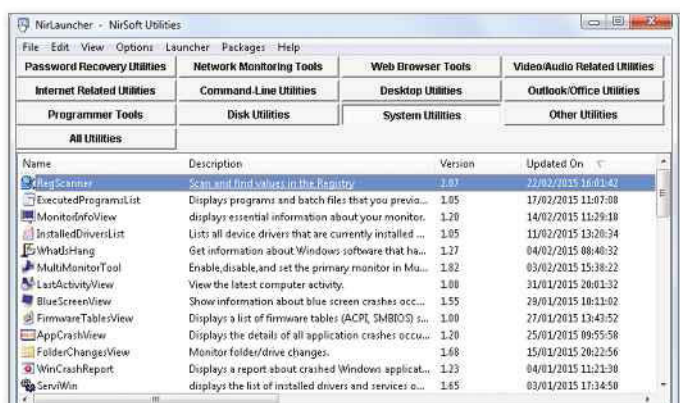 NirLauncher - NirSoft Utilities
File Edit View Options Launcher Packages Help
Password Recovery Utilities Network Monitoring Tools Web Browser Tools Video/Audio Related Utilities
Internet Related Utilities Command-Line Utilities Desktop Utilities Outlook/Office Utilities
Programmer Tools Disk Utilities System Utilities Other Utilities
All Utilities
Name Description Version Updated On
RegScanner Scan and find values in the Registry 2.07 22/02/2015 16:01:42
ExecutedProgramsList Displays programs and batch files that you previo... 1.05 17/02/2015 11:07:08
MonitorInfoView displays essential information about your monitor. 1.20 14/02/2015 11:29:18
InstalledDriversList Lists all device drivers that are currently installed ... 1.05 11/02/2015 13:20:34
WhatIsHang Get information about Windows software that ha... 1.27 04/02/2015 08:40:32
MultiMonitorTool Enable,disable,and set the primary monitor in Mu... 1.82 03/02/2015 15:38:22
LastActivityView View the latest computer activity. 1.08 31/01/2015 20:01:32
BlueScreenView Show information about blue screen crashes occ... 1.55 29/01/2015 10:11:02
FirmwareTablesView Displays a list of firmware tables (ACPI, SMBIOS) s... 1.00 27/01/2015 13:43:52
AppCrashView Displays the details of all application crashes occu... 1.20 25/01/2015 09:55:58
FolderChangesView Monitor folder/drive changes. 1.68 15/01/2015 20:22:56
WinCrashReport Displays a report about crashed Windows applicat... 1.23 04/01/2015 11:21:30
ServiWin displays the list of installed drivers and services o... 1.65 03/01/2015 17:34:50